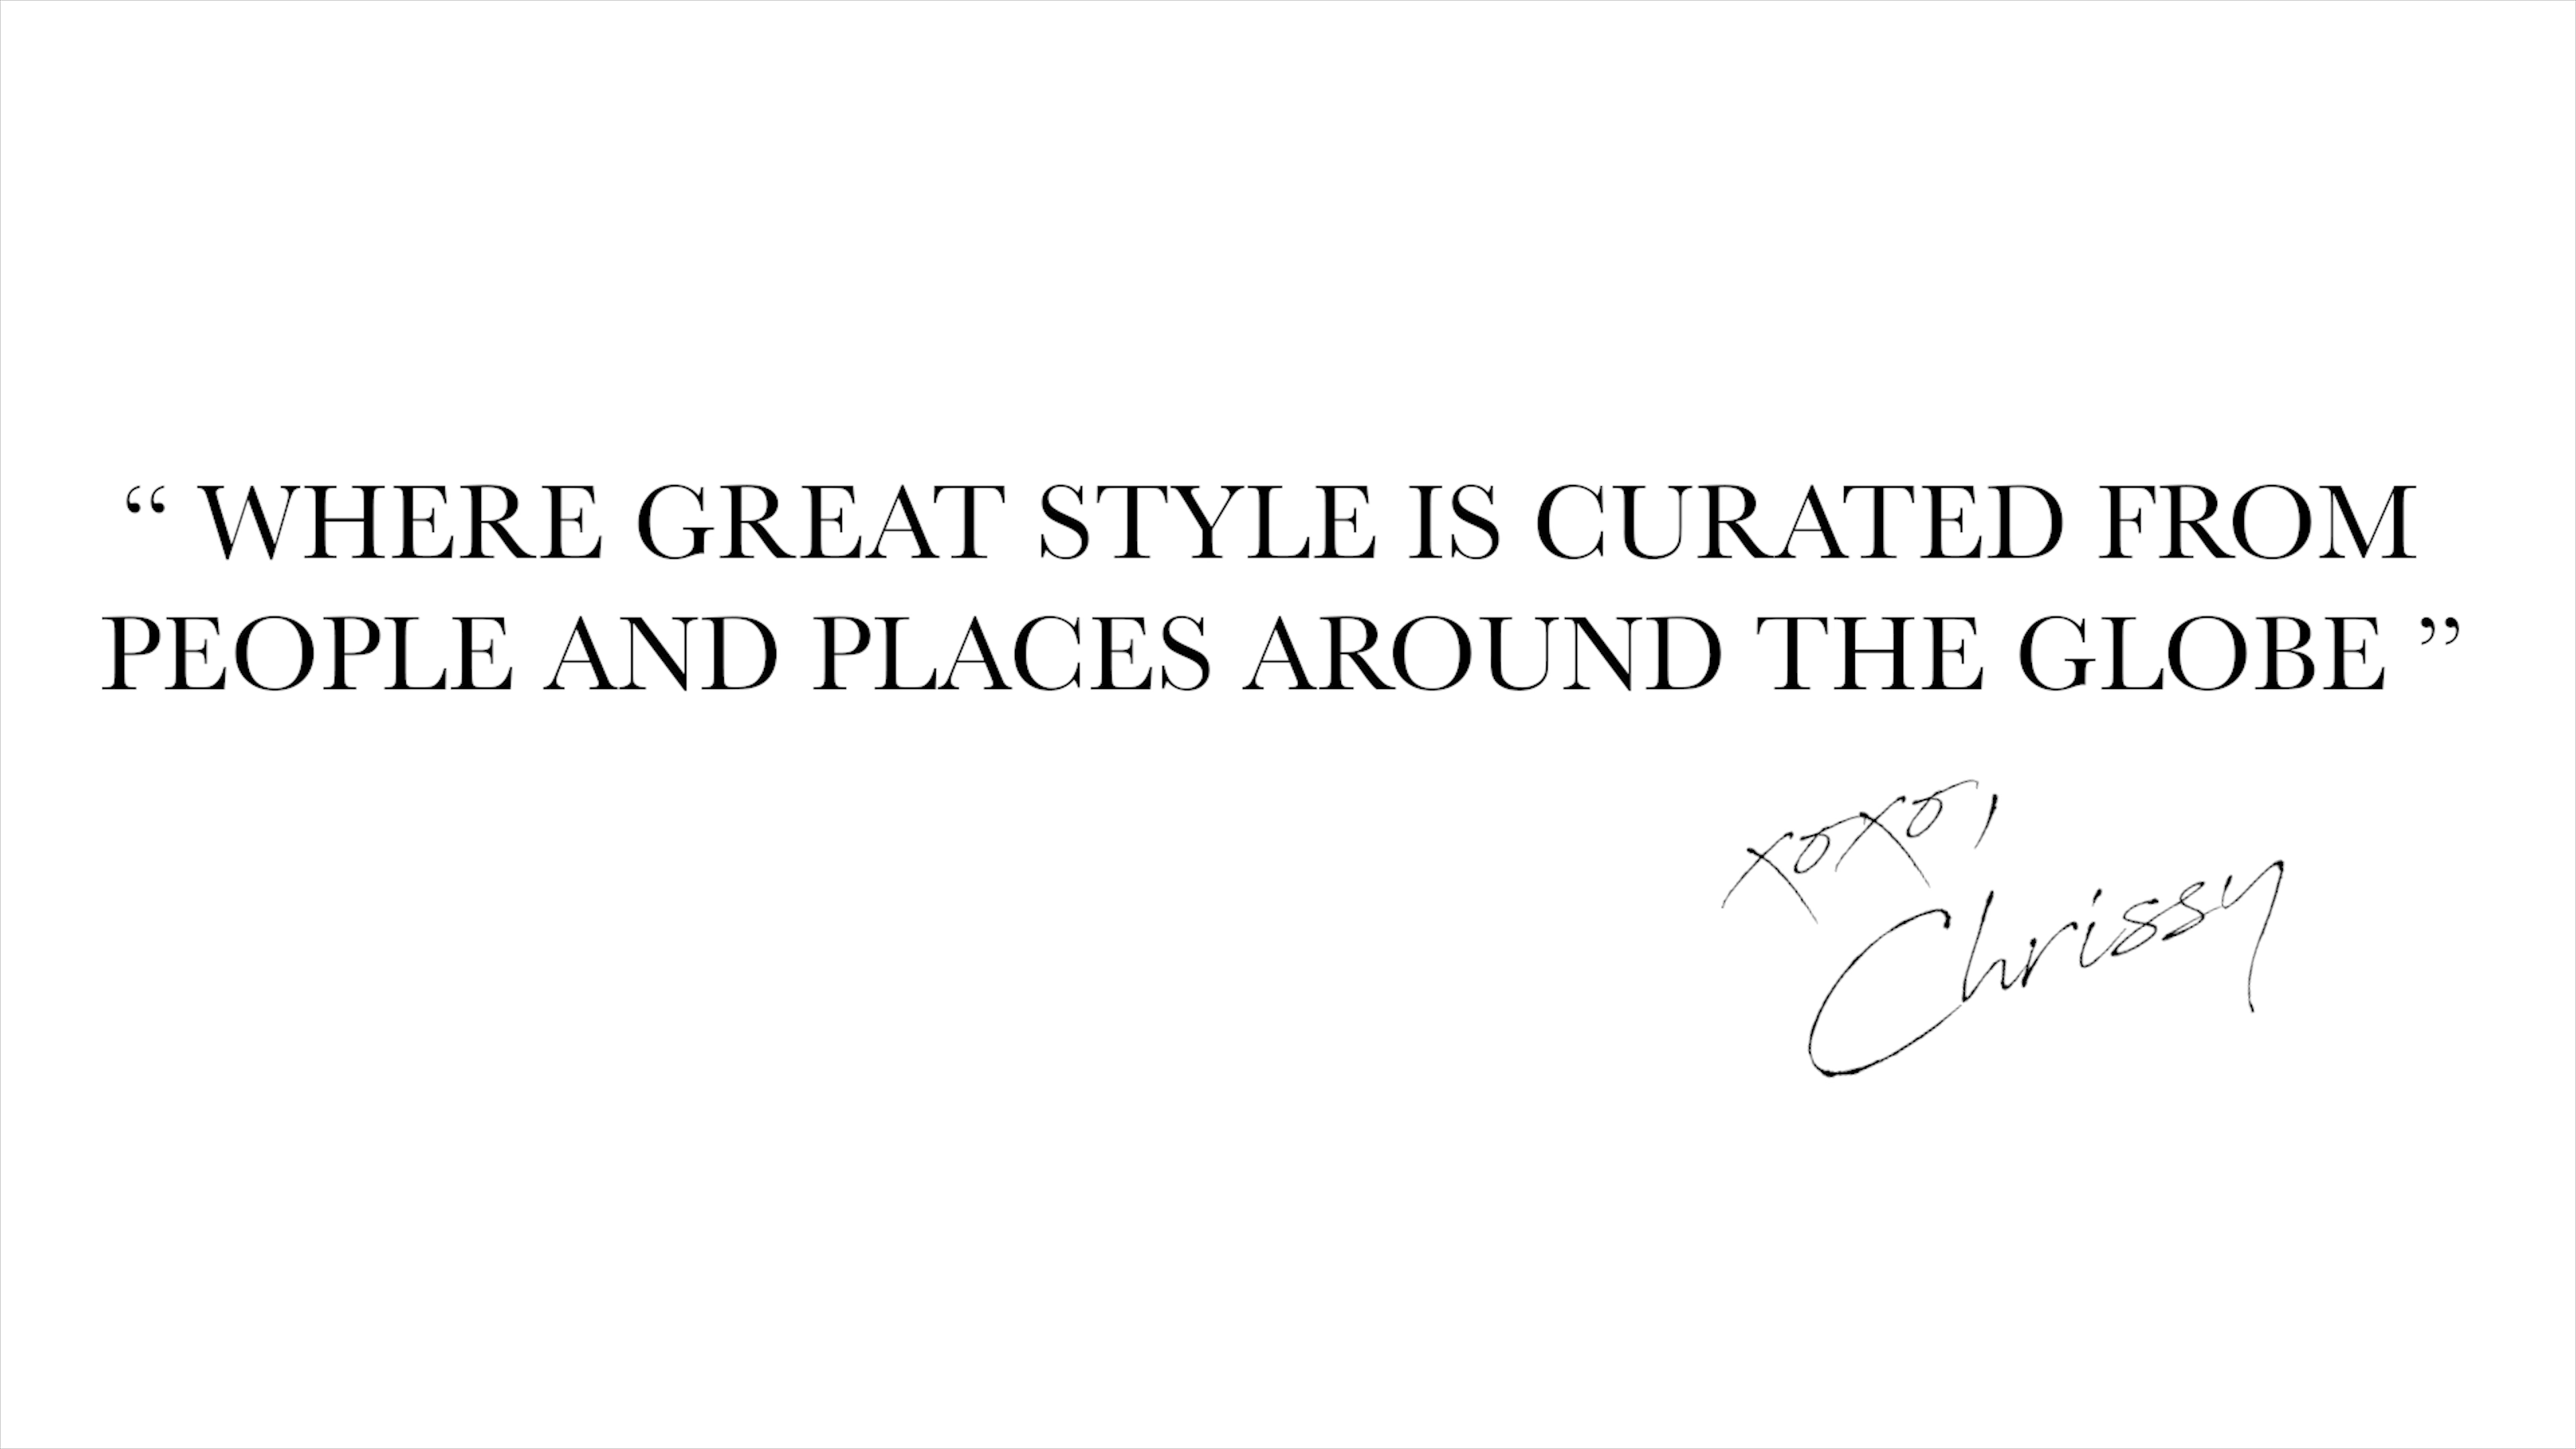 “ WHERE GREAT STYLE IS CURATED FROM
PEOPLE AND PLACES AROUND THE GLOBE ”
xoxo,
Chrissy